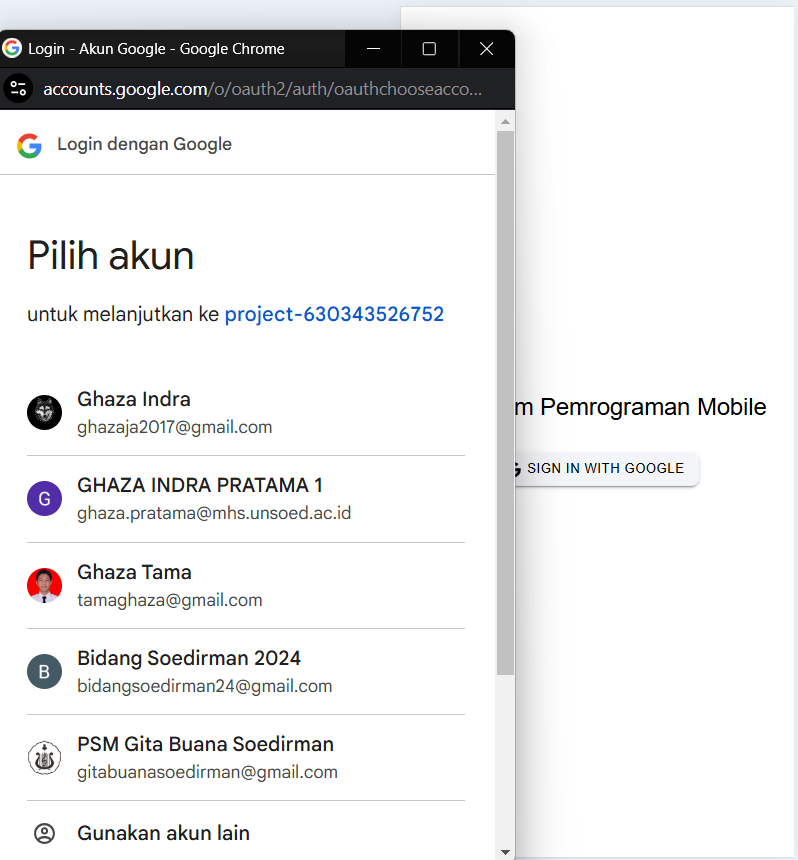 Login - Akun Google - Google Chrome
accounts.google.com/o/oauth2/auth/oauthchooseacco...
Login dengan Google
Pilih akun
untuk melanjutkan ke project-630343526752
Ghaza Indra
ghazaja2017@gmail.com
GHAZA INDRA PRATAMA 1
G
ghaza.pratama@mhs.unsoed.ac.id
Ghaza Tama
tamaghaza@gmail.com
Bidang Soedirman 2024
B
bidangsoedirman24@gmail.com
PSM Gita Buana Soedirman
gitabuanasoedirman@gmail.com
Gunakan akun lain
m Pemrograman Mobile
SIGN IN WITH GOOGLE